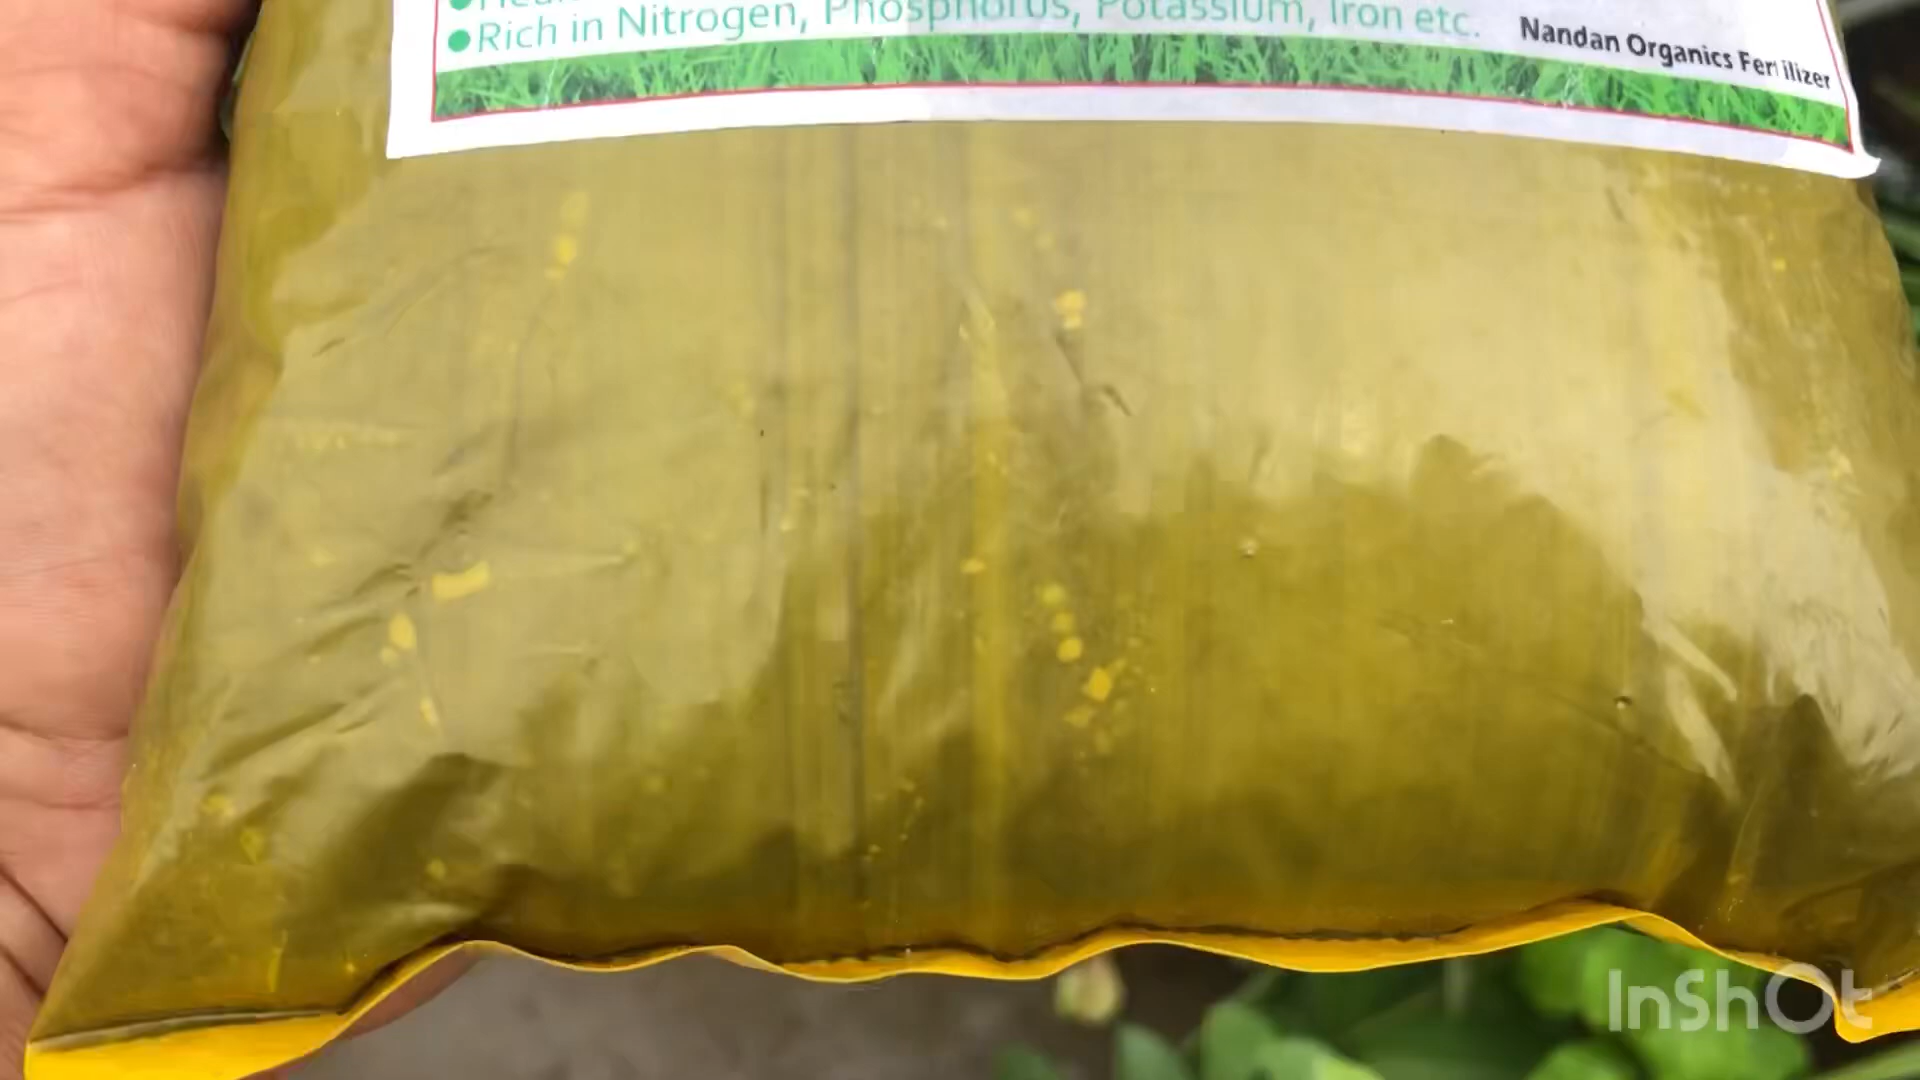 Rich in Nitrogen, Phosphorus, Potassium, Iron etc.
Nandan Organics Fertilizer
InShOt